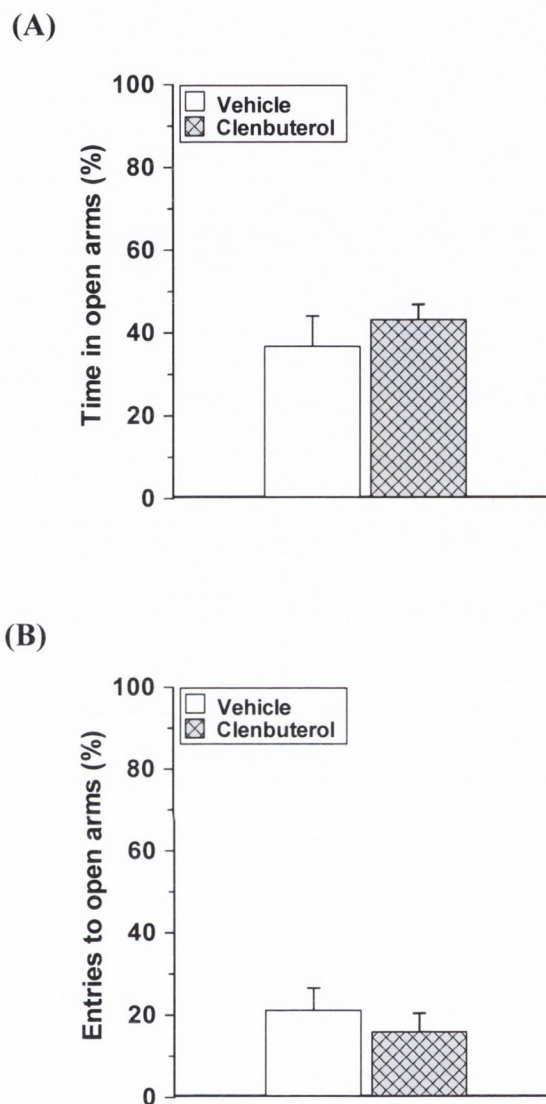 (A)
100
80
60
40
20
0
Time in open arms (%)
Vehicle
Clenbuterol
(B)
100
80
60
40
20
0
Entries to open arms (%)
Vehicle
Clenbuterol